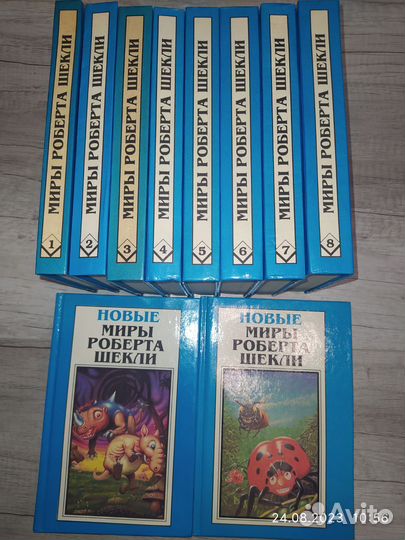 МИРЫ РОБЕРТА ШЕКЛИ
1
МИРЫ РОБЕРТА ШЕКЛИ
2
МИРЫ РОБЕРТА ШЕКЛИ
3
МИРЫ РОБЕРТА ШЕКЛИ
4
МИРЫ РОБЕРТА ШЕКЛИ
5
МИРЫ РОБЕРТА ШЕКЛИ
6
МИРЫ РОБЕРТА ШЕКЛИ
7
МИРЫ РОБЕРТА ШЕКЛИ
8
НОВЫЕ
МИРЫ
РОБЕРТА
ШЕКЛИ
НОВЫЕ
МИРЫ
РОБЕРТА
ШЕКЛИ
24.08.2023 10:56
Avito